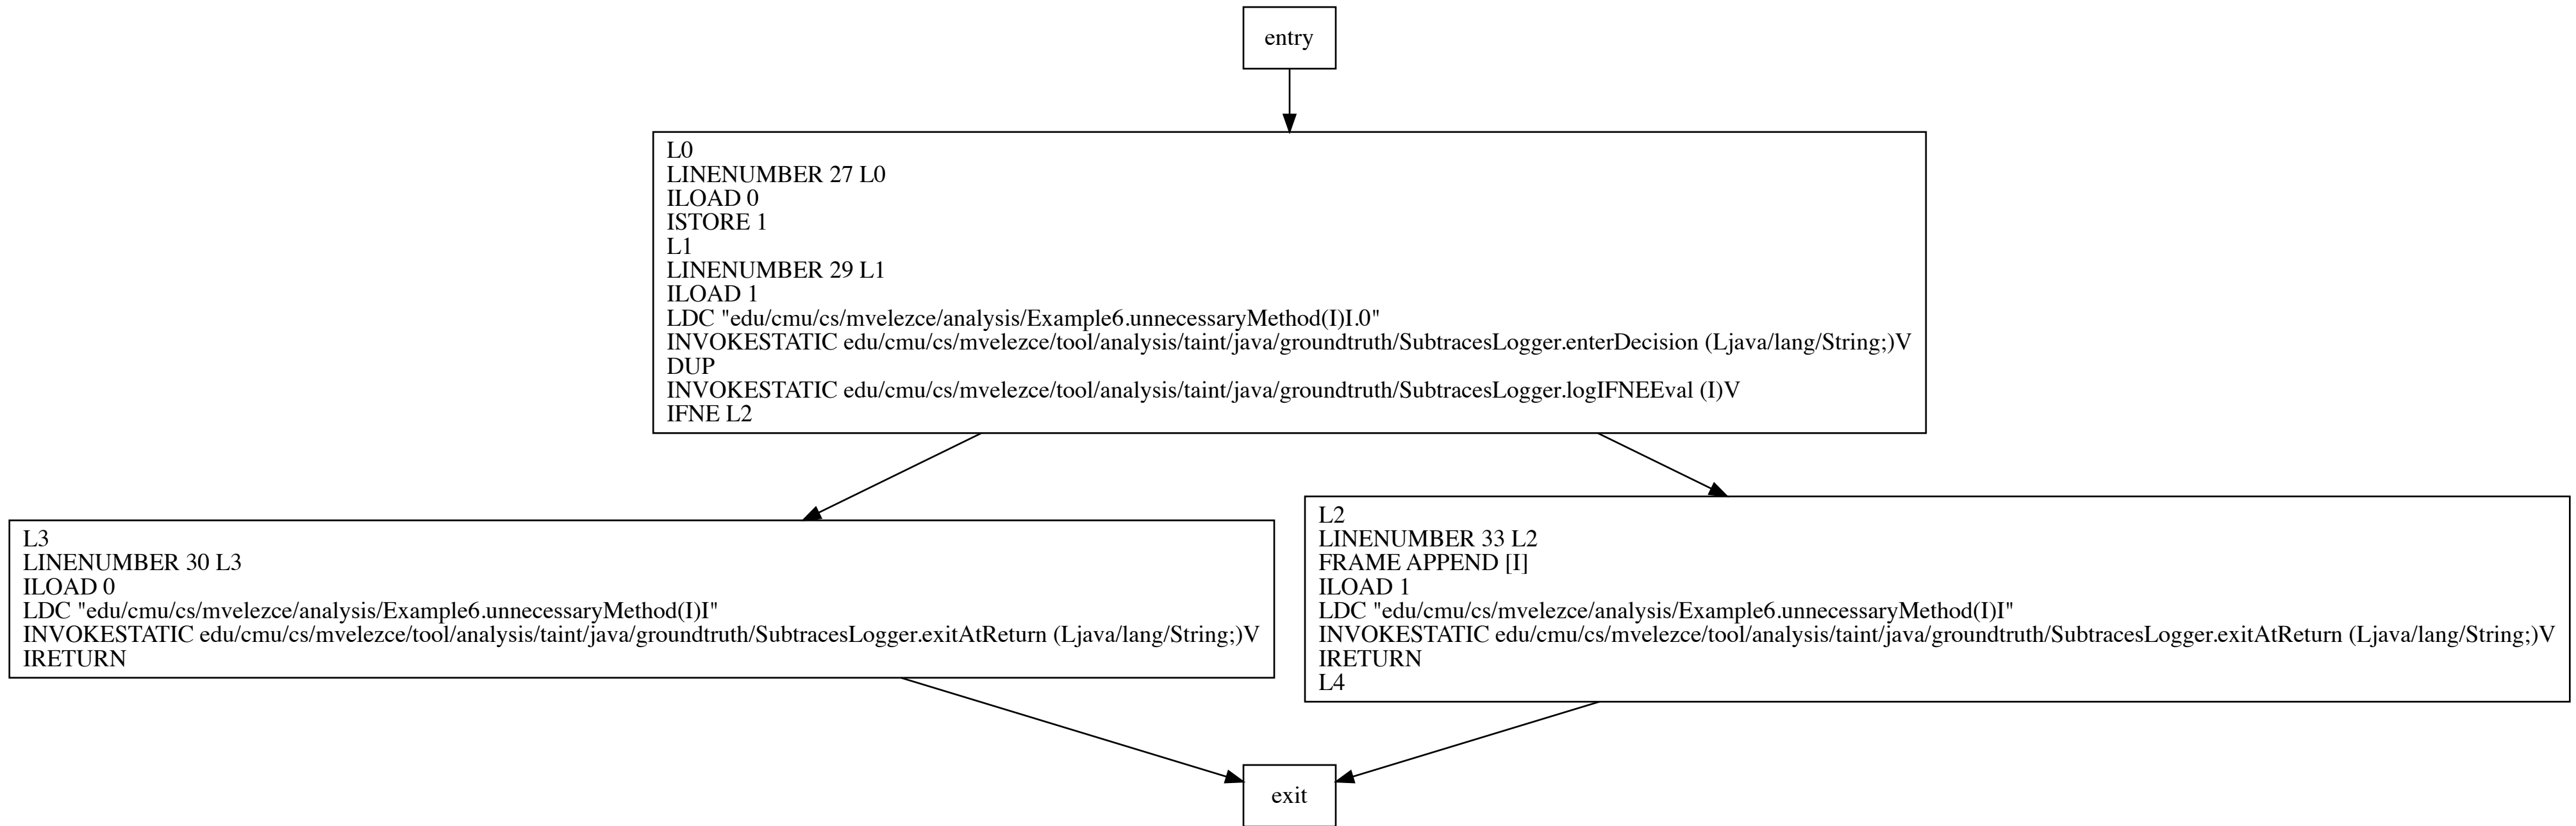 entry
L0
LINENUMBER 27 L0
ILOAD 0
ISTORE 1
L1
LINENUMBER 29 L1
ILOAD 1
LDC "edu/cmu/cs/mvelezce/analysis/Example6.unnecessaryMethod(I)I.0"
INVOKESTATIC edu/cmu/cs/mvelezce/tool/analysis/taint/java/groundtruth/SubtracesLogger.enterDecision (Ljava/lang/String;)V
DUP
INVOKESTATIC edu/cmu/cs/mvelezce/tool/analysis/taint/java/groundtruth/SubtracesLogger.logIFNEEval (I)V
IFNE L2
L3
LINENUMBER 30 L3
ILOAD 0
LDC "edu/cmu/cs/mvelezce/analysis/Example6.unnecessaryMethod(I)I"
INVOKESTATIC edu/cmu/cs/mvelezce/tool/analysis/taint/java/groundtruth/SubtracesLogger.exitAtReturn (Ljava/lang/String;)V
IRETURN
L2
LINENUMBER 33 L2
FRAME APPEND [I]
ILOAD 1
LDC "edu/cmu/cs/mvelezce/analysis/Example6.unnecessaryMethod(I)I"
INVOKESTATIC edu/cmu/cs/mvelezce/tool/analysis/taint/java/groundtruth/SubtracesLogger.exitAtReturn (Ljava/lang/String;)V
IRETURN
L4
exit